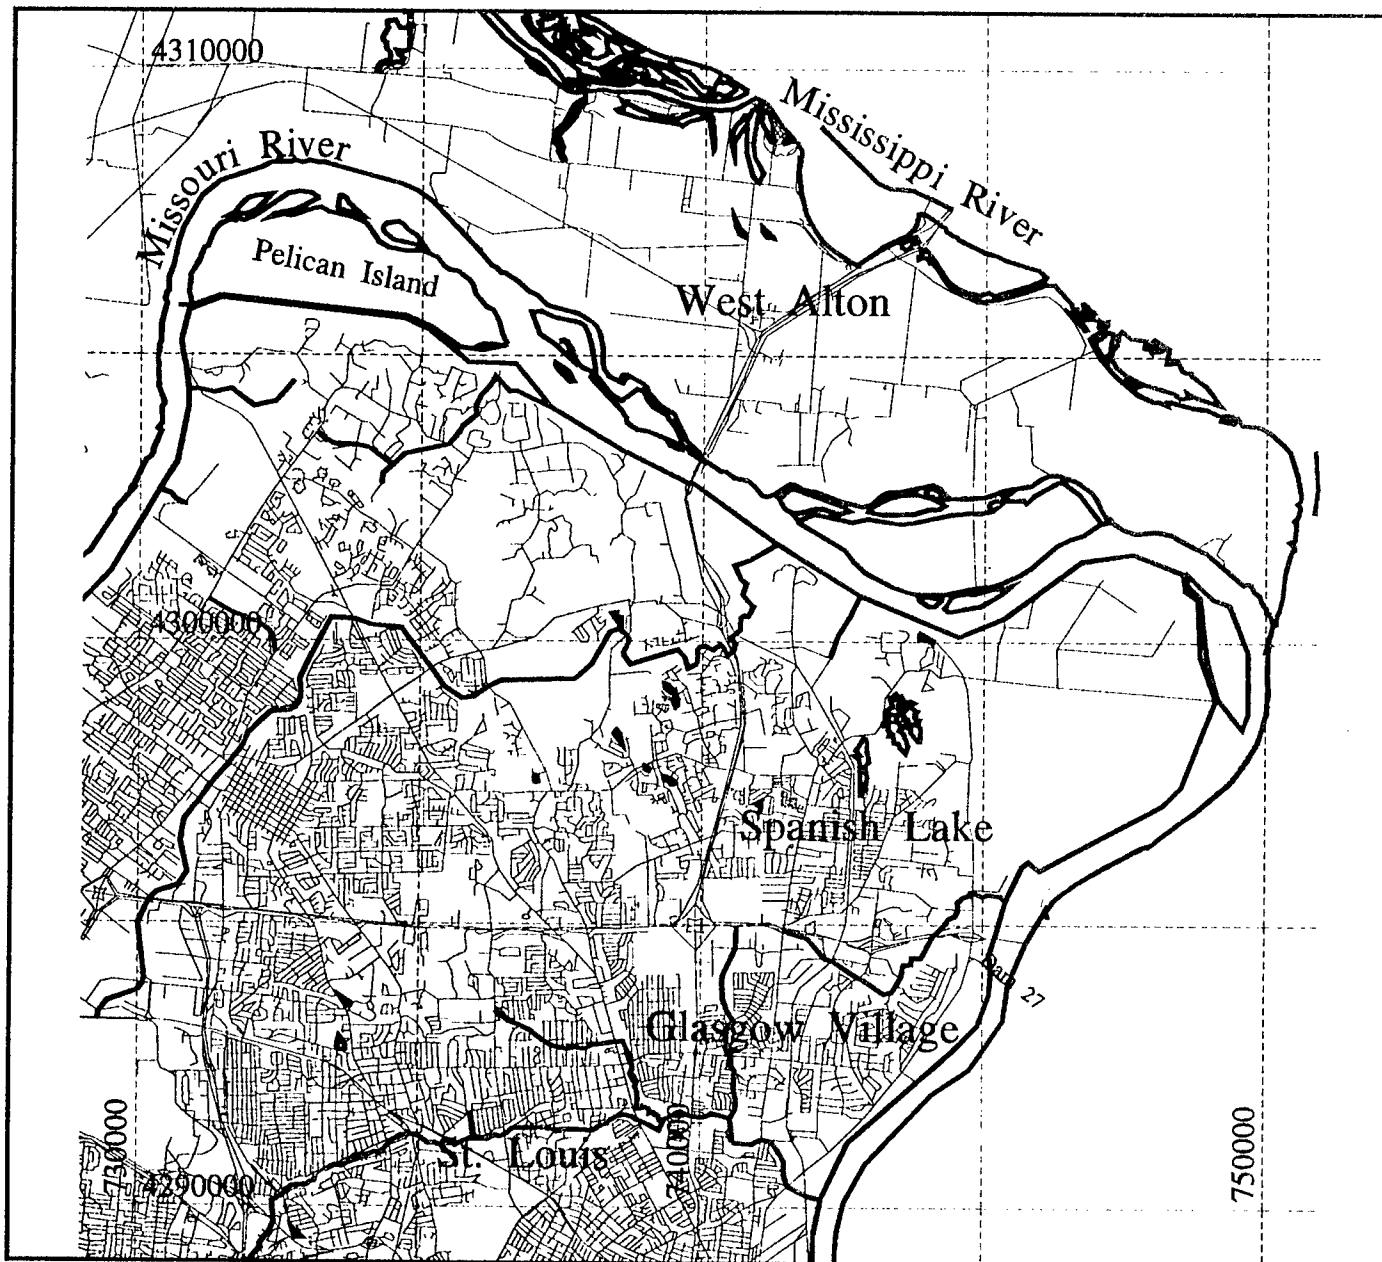 4310000
Mississippi River
Missouri River
Pelican Island
West Alton
4300000
Spanish Lake
27
Glasgow Village
730000
740000
750000
St. Louis
4290000